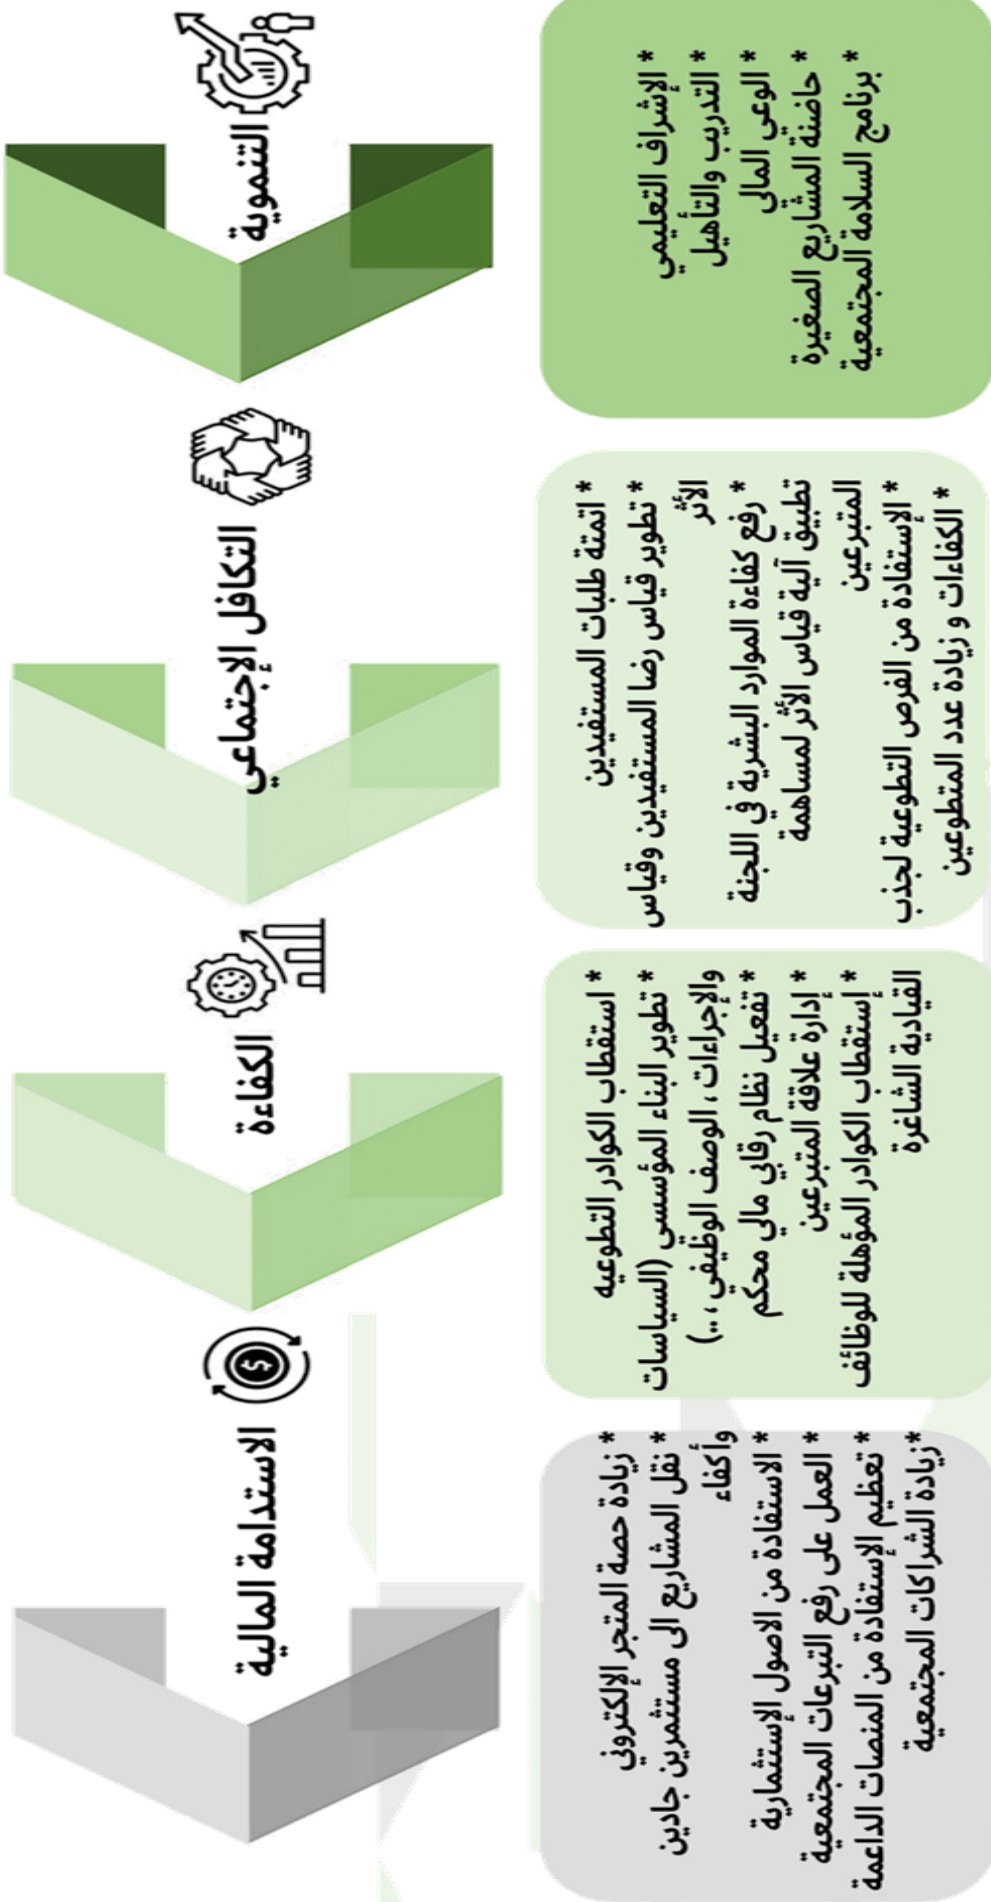 التنموية
* الإشراف التعليمي
* التدريب والتأهيل
* الوعي المالي
* حاضنة المشاريع الصغيرة
* برنامج السلامة المجتمعية
التكافل الإجتماعي
* اتمتة طلبات المستفيدين
* تطوير قياس رضا المستفيدين وقياس
الأثر
* رفع كفاءة الموارد البشرية في اللجنة
تطبيق آلية قياس الأثر لمساهمة
المتبرعين
* الإستفادة من الفرص التطوعية لجذب
* الكفاءات و زيادة عدد المتطوعين
الكفاءة
* استقطاب الكوادر التطوعيه
* تطوير البناء المؤسسي (السياسات
والإجراءات ، الوصف الوظيفي ، ..)
* تفعيل نظام رقابي مالي محكم
* إدارة علاقة المتبرعين
* إستقطاب الكوادر المؤهلة للوظائف
القيادية الشاغرة
الاستدامة المالية
$
* زيادة حصة المتجر الإلكتروني
* نقل المشاريع الى مستثمرين جادين
وأكفاء
* الاستفادة من الاصول الإستثمارية
* العمل على رفع التبرعات المجتمعية
* تعظيم الإستفادة من المنصات الداعمة
*زيادة الشراكات المجتمعية